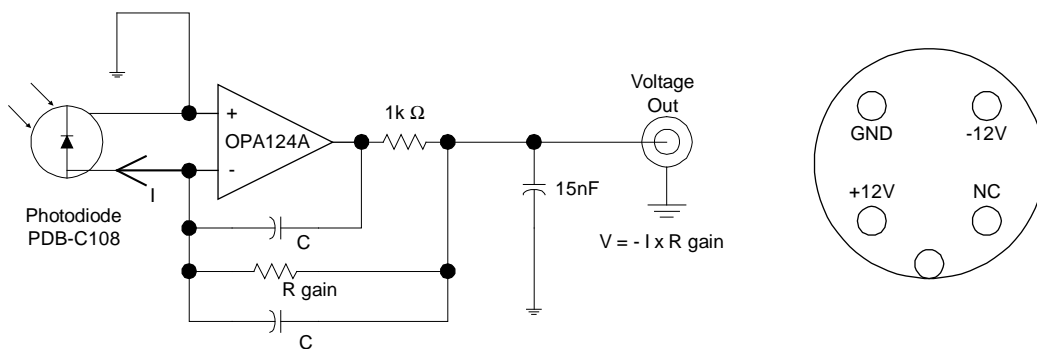 +
-
OPA124A
1k Ω
Voltage
Out
I
Photodiode
PDB-C108
C
R gain
C
15nF
V = - I x R gain
GND
-12V
+12V
NC